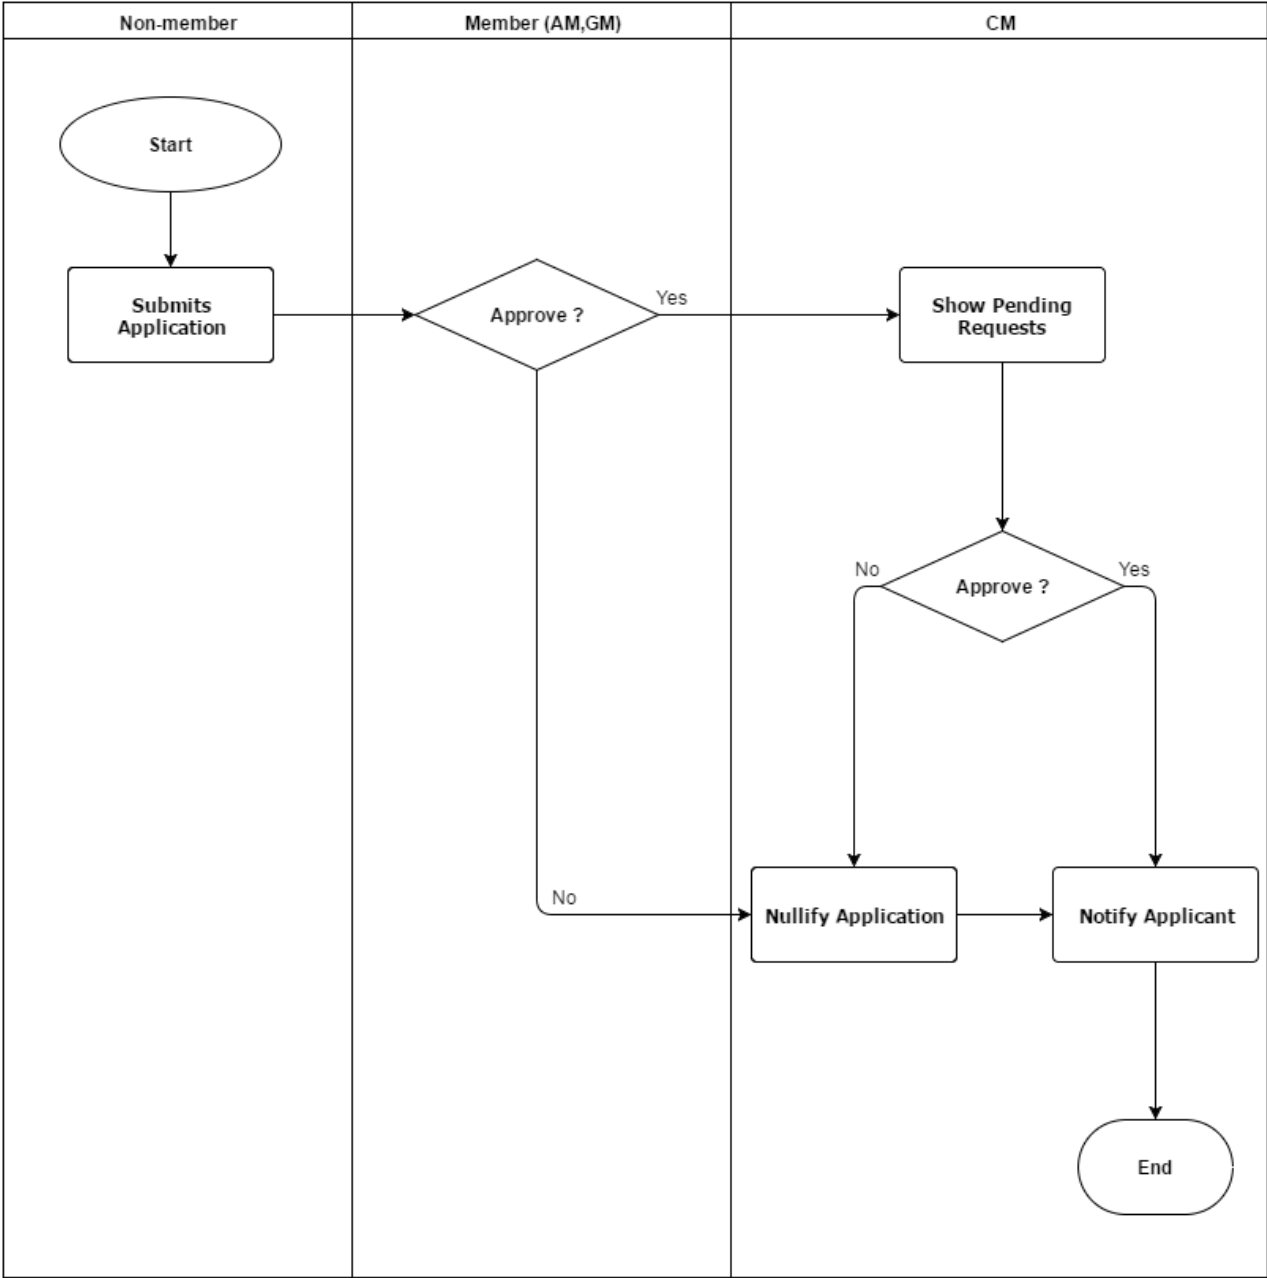 Non-member
Member (AM,GM)
CM
Start
Submits
Application
Approve ?
Yes
Show Pending
Requests
No
Approve ?
Yes
No
Nullify Application
Notify Applicant
End